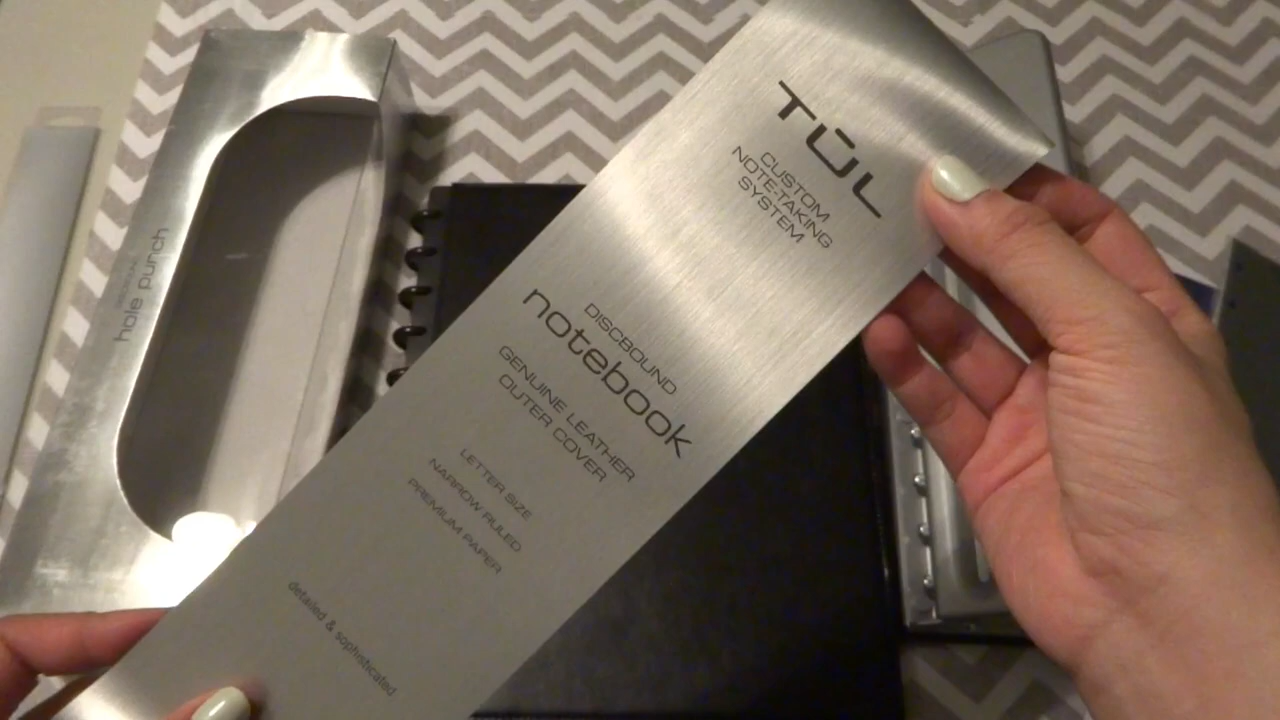 TŪL
CUSTOM
NOTE-TAKING
SYSTEM
DISCBOUND
notebook
GENUINE LEATHER
OUTER COVER
LETTER SIZE
NARROW RULED
PREMIUM PAPER
detailed & sophisticated
hole punch